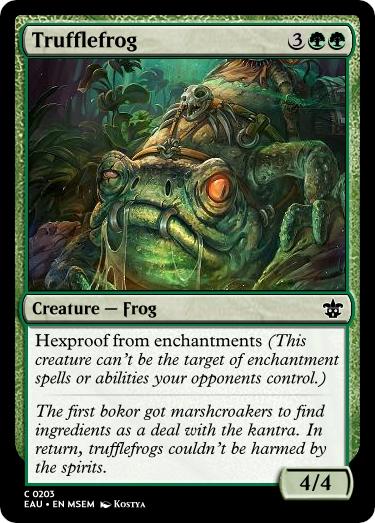 Trufflefrog 3
Creature — Frog
Hexproof from enchantments (This
creature can't be the target of enchantment
spells or abilities your opponents control.)
The first bokor got marshcroakers to find
ingredients as a deal with the kantra. In
return, trufflefrogs couldn't be harmed by
the spirits.
4/4
C 0203
EAU • EN MSEM Kostya